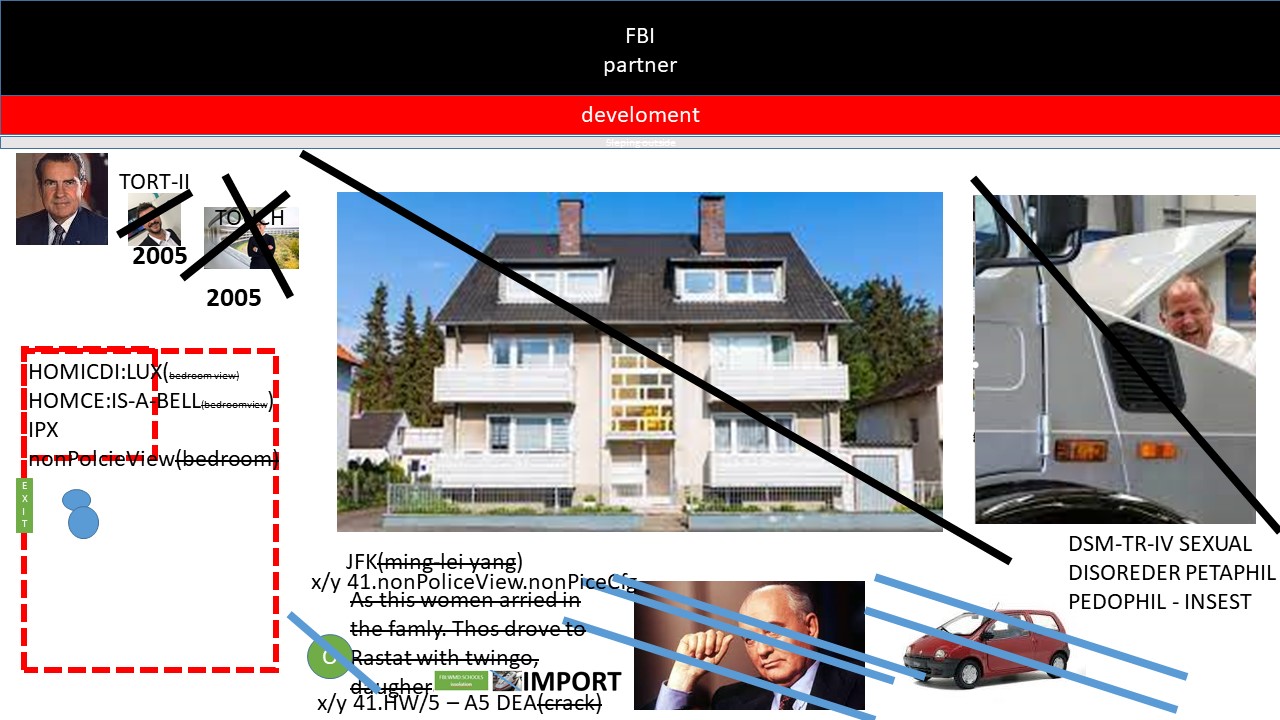 FBI
partner
develoment
TORT-II
2005
TOUCH
2005
HOMICDI:LUX(bedroom view)
HOMCE:IS-A-BELL(bedroomview)
IPX
nonPolcieView(bedroom)
EXIT
JFK(ming-lei yang)
x/y 41.nonPoliceView.nonPiceCfg
As this women arried in
the famly. Thos drove to
Rastat with twingo,
daugher
IMPORT
x/y 41.HW/5 – A5 DEA(crack)
DSM-TR-IV SEXUAL
DISOREDER PETAPHIL
PEDOPHIL - INSEST